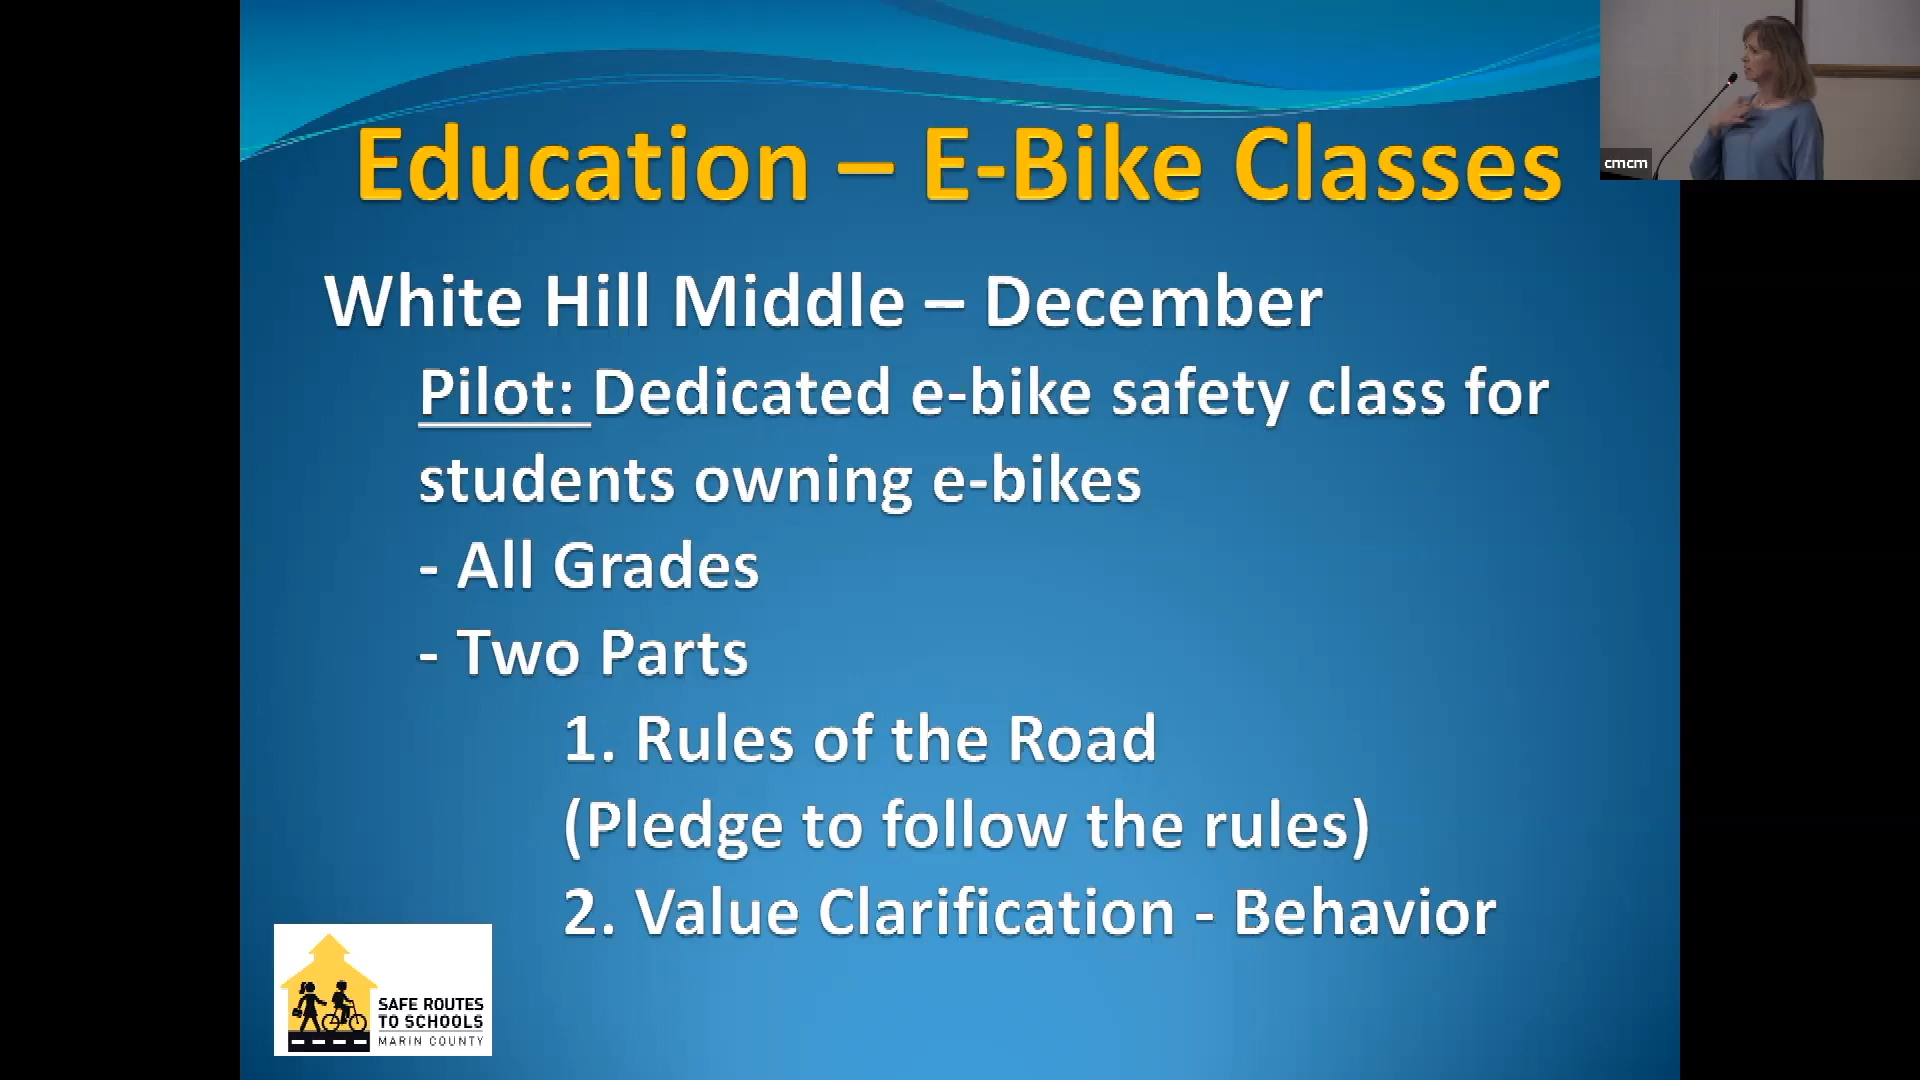 Education – E-Bike Classes
cmcm
White Hill Middle – December
Pilot: Dedicated e-bike safety class for
students owning e-bikes
- All Grades
- Two Parts
1. Rules of the Road
(Pledge to follow the rules)
2. Value Clarification - Behavior
SAFE ROUTES
TO SCHOOLS
MARIN COUNTY